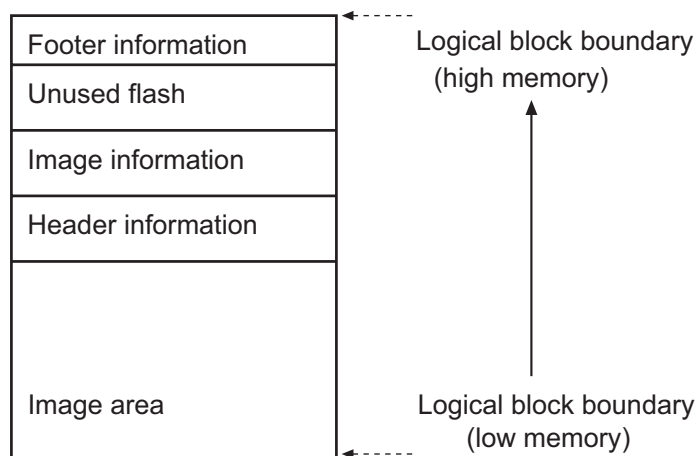 Footer information
Logical block boundary
(high memory)
Unused flash
Image information
Header information
Image area
Logical block boundary
(low memory)